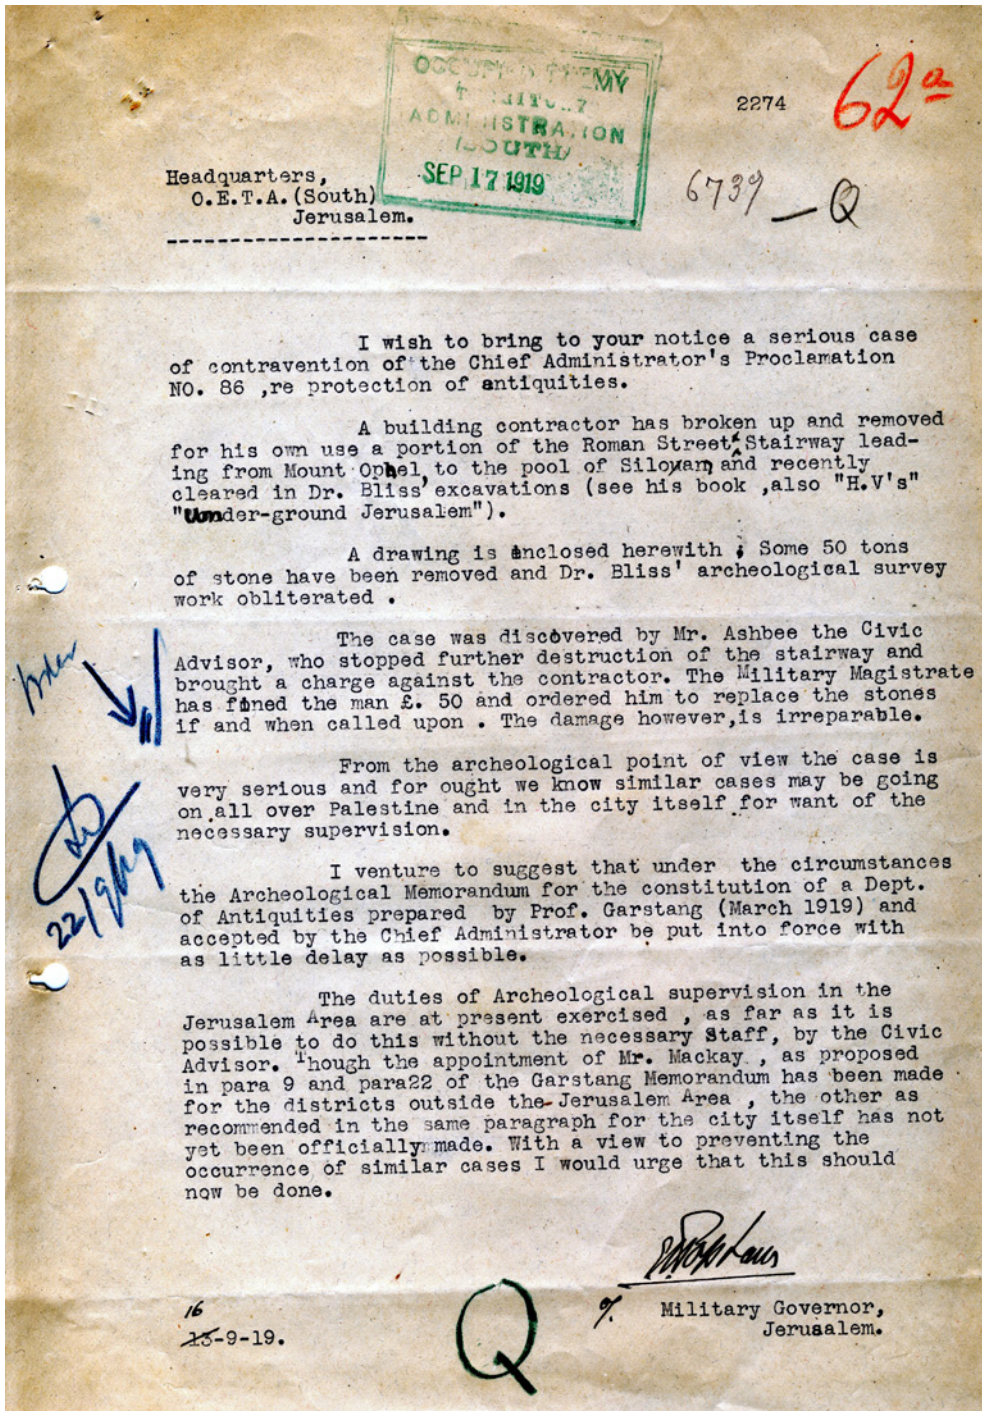 OCCUPIED ENEMY
TERRITORY
ADMINISTRATION
(SOUTH)
SEP 17 1919
2274
62a
6739 — Q
Headquarters,
O.E.T.A.(South)
Jerusalem.
---------------------
I wish to bring to your notice a serious case
of contravention of the Chief Administrator's Proclamation
NO. 86 ,re protection of antiquities.
A building contractor has broken up and removed
for his own use a portion of the Roman Street & Stairway lead-
ing from Mount Ophel, to the pool of Siloyam and recently
cleared in Dr. Bliss' excavations (see his book ,also "H.V's"
"Under-ground Jerusalem").
A drawing is inclosed herewith ; Some 50 tons
of stone have been removed and Dr. Bliss' archeological survey
work obliterated .
The case was discovered by Mr. Ashbee the Civic
Advisor, who stopped further destruction of the stairway and
brought a charge against the contractor. The Military Magistrate
has fined the man £. 50 and ordered him to replace the stones
if and when called upon . The damage however,is irreparable.
From the archeological point of view the case is
very serious and for ought we know similar cases may be going
on all over Palestine and in the city itself for want of the
necessary supervision.
22/9/19
I venture to suggest that under the circumstances
the Archeological Memorandum for the constitution of a Dept.
of Antiquities prepared by Prof. Garstang (March 1919) and
accepted by the Chief Administrator be put into force with
as little delay as possible.
The duties of Archeological supervision in the
Jerusalem Area are at present exercised , as far as it is
possible to do this without the necessary Staff, by the Civic
Advisor. Though the appointment of Mr. Mackay , as proposed
in para 9 and para22 of the Garstang Memorandum has been made
for the districts outside the Jerusalem Area , the other as
recommended in the same paragraph for the city itself has not
yet been officially made. With a view to preventing the
occurrence of similar cases I would urge that this should
now be done.
Military Governor,
Jerusalem.
16
13-9-19.
Q